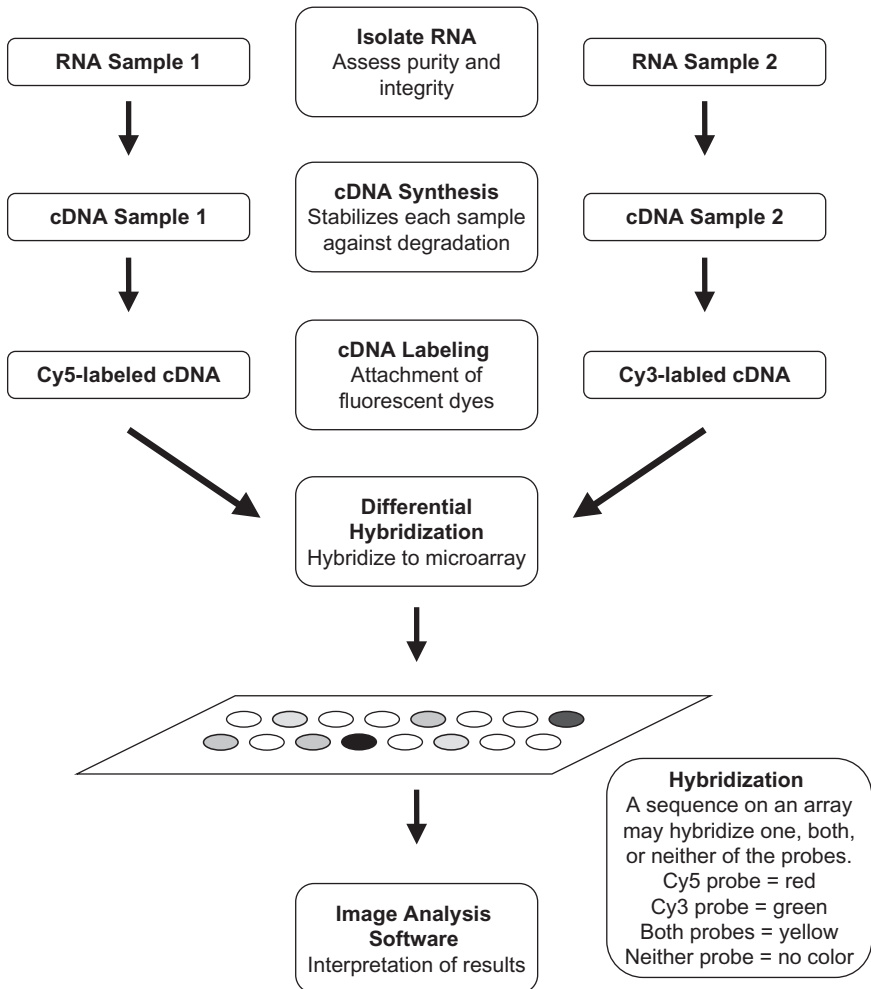 Isolate RNA
Assess purity and
integrity
RNA Sample 1
RNA Sample 2
cDNA Synthesis
Stabilizes each sample
against degradation
cDNA Sample 1
cDNA Sample 2
cDNA Labeling
Attachment of
fluorescent dyes
Cy5-labeled cDNA
Cy3-labled cDNA
Differential
Hybridization
Hybridize to microarray
Hybridization
A sequence on an array
may hybridize one, both,
or neither of the probes.
Cy5 probe = red
Cy3 probe = green
Both probes = yellow
Neither probe = no color
Image Analysis
Software
Interpretation of results